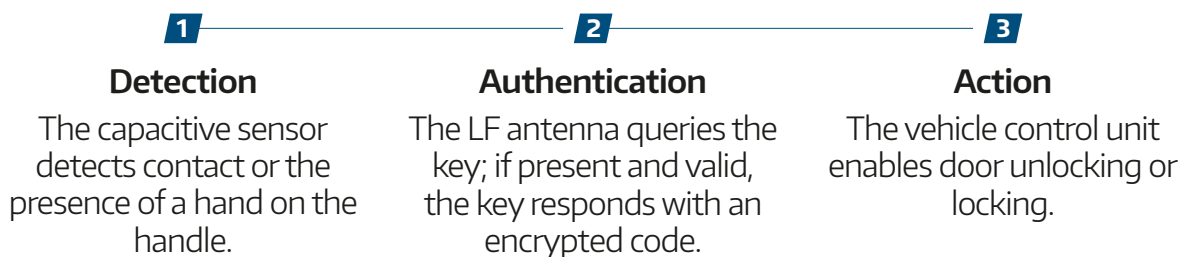 1
2
3
Detection
The capacitive sensor
detects contact or the
presence of a hand on the
handle.
Authentication
The LF antenna queries the
key; if present and valid,
the key responds with an
encrypted code.
Action
The vehicle control unit
enables door unlocking or
locking.